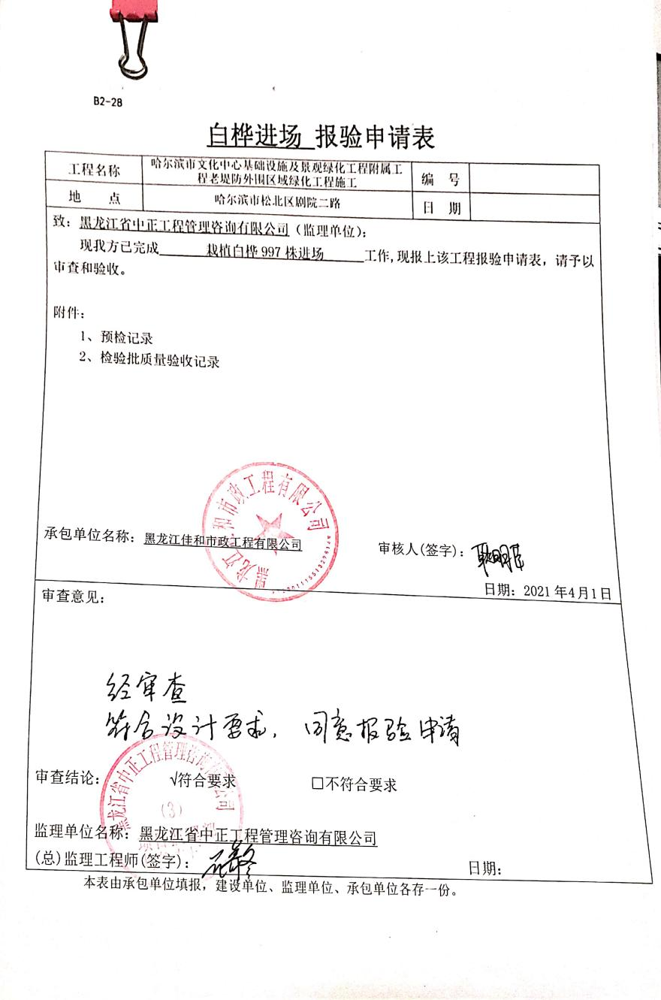 B2-28
白桦进场 报验申请表
工程名称 哈尔滨市文化中心基础设施及景观绿化工程附属工程老堤防外围区域绿化工程施工 编 号
地 点 哈尔滨市松北区剧院二路 日 期
致：黑龙江省中正工程管理咨询有限公司（监理单位）：
现我方已完成 栽植白桦 997 株进场 工作,现报上该工程报验申请表，请予以
审查和验收。
附件：
1、预检记录
2、检验批质量验收记录
黑龙江佳和市政工程有限公司
承包单位名称：黑龙江佳和市政工程有限公司 审核人(签字)：
日期：2021 年4月1日
审查意见：
经审查
符合设计要求，同意报验申请
黑龙江省中正工程管理咨询有限公司
(3)
审查结论： √符合要求 □不符合要求
监理单位名称：黑龙江省中正工程管理咨询有限公司
(总)监理工程师(签字)： 日期：
本表由承包单位填报，建设单位、监理单位、承包单位各存一份。